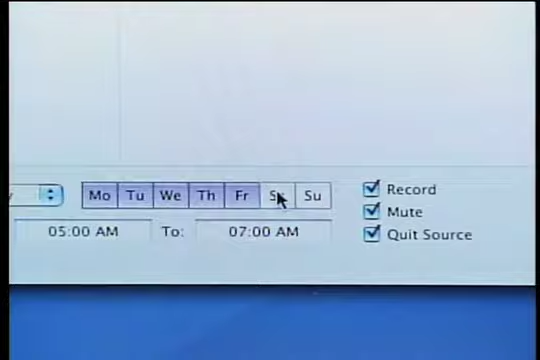 y Mo Tu We Th Fr Su
Record
Mute
05:00 AM To: 07:00 AM
Quit Source